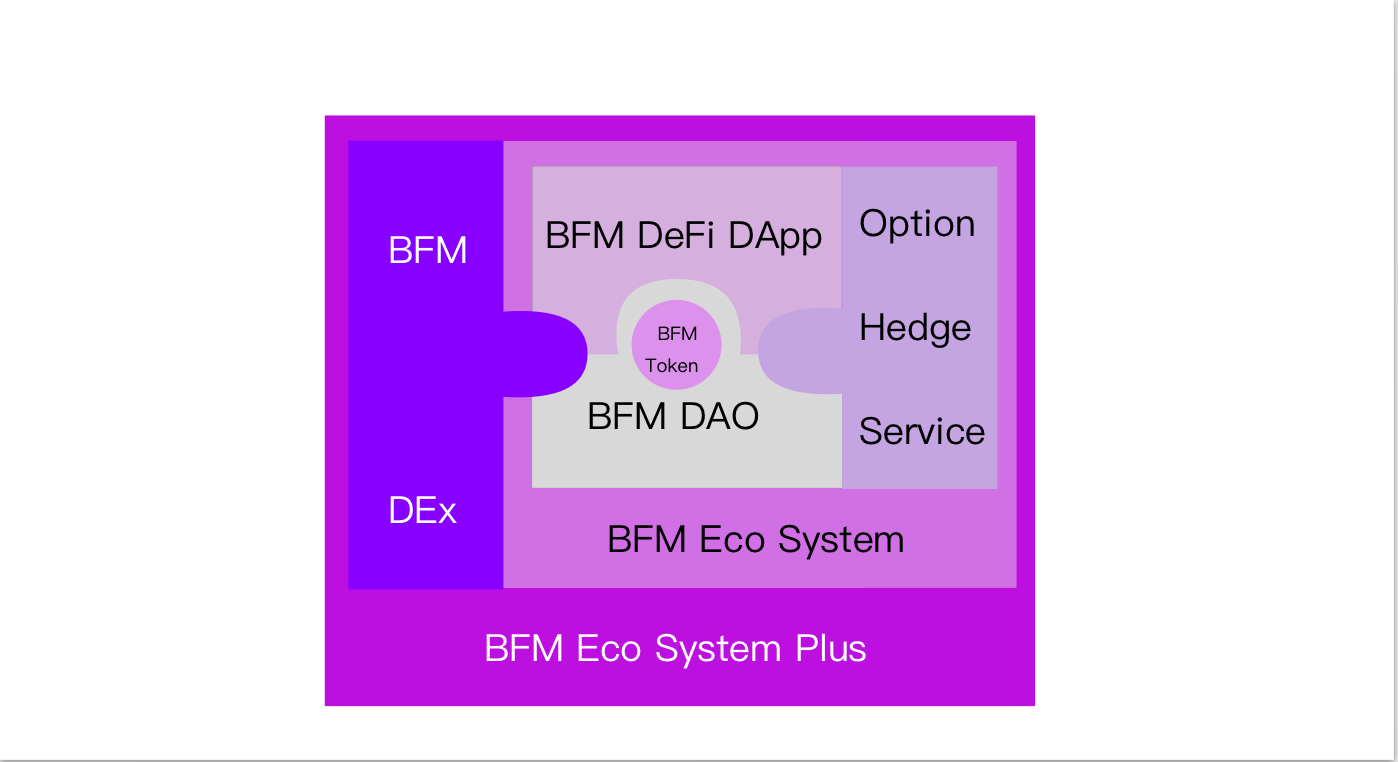 BFM
DEx
BFM DeFi DApp
BFM
Token
BFM DAO
Option
Hedge
Service
BFM Eco System
BFM Eco System Plus